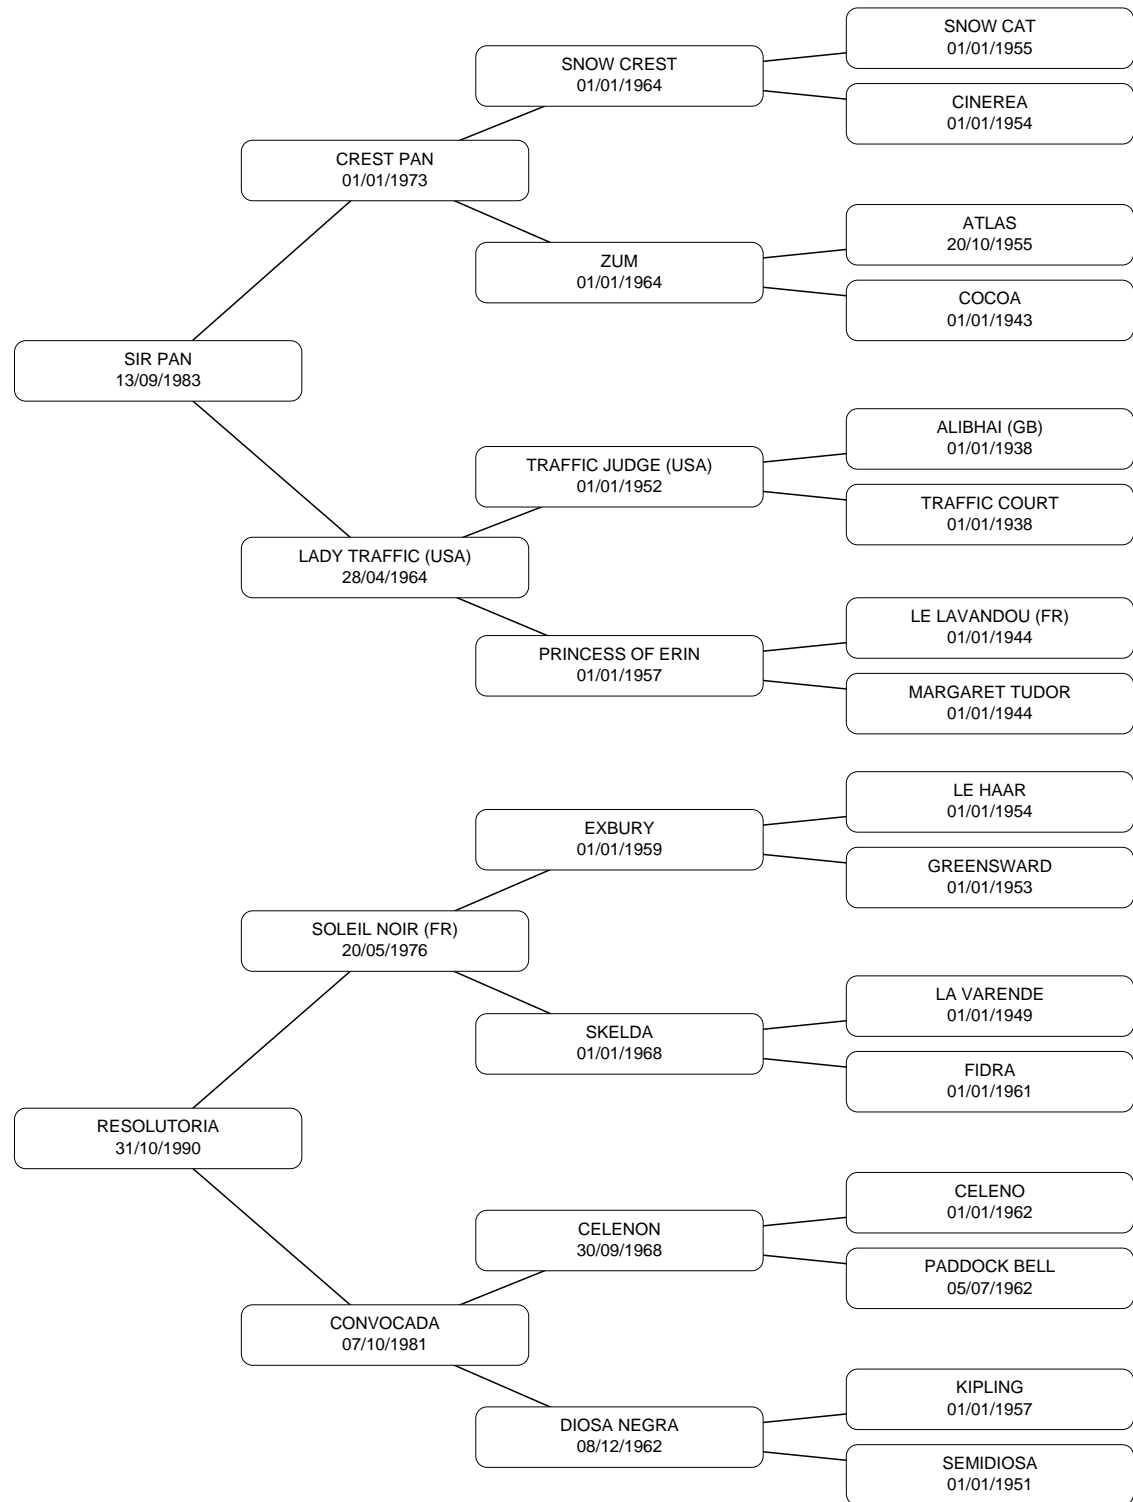 SNOW CAT
01/01/1955
SNOW CREST
01/01/1964
CINEREA
01/01/1954
CREST PAN
01/01/1973
ATLAS
20/10/1955
ZUM
01/01/1964
COCOA
01/01/1943
SIR PAN
13/09/1983
ALIBHAI (GB)
01/01/1938
TRAFFIC JUDGE (USA)
01/01/1952
TRAFFIC COURT
01/01/1938
LADY TRAFFIC (USA)
28/04/1964
LE LAVANDOU (FR)
01/01/1944
PRINCESS OF ERIN
01/01/1957
MARGARET TUDOR
01/01/1944
LE HAAR
01/01/1954
EXBURY
01/01/1959
GREENSWARD
01/01/1953
SOLEIL NOIR (FR)
20/05/1976
LA VARENDE
01/01/1949
SKELDA
01/01/1968
FIDRA
01/01/1961
RESOLUTORIA
31/10/1990
CELENO
01/01/1962
CELENON
30/09/1968
PADDOCK BELL
05/07/1962
CONVOCADA
07/10/1981
KIPLING
01/01/1957
DIOSA NEGRA
08/12/1962
SEMIDIOSA
01/01/1951